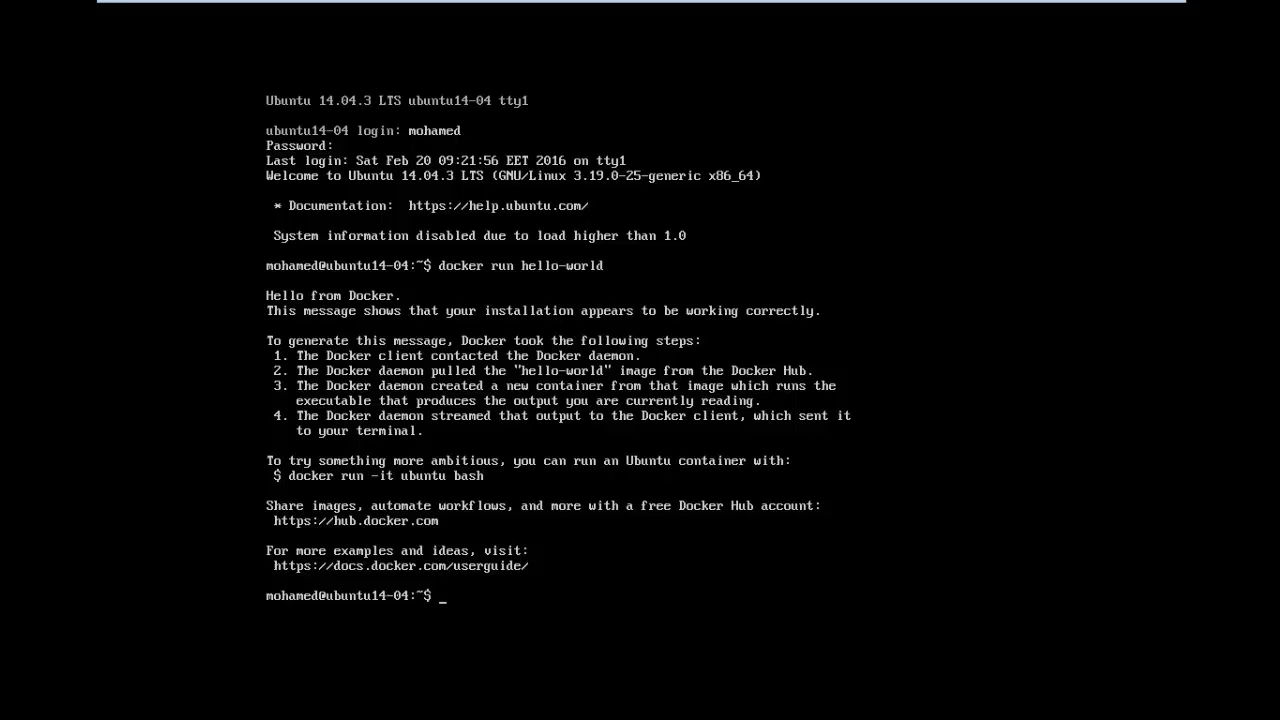 Ubuntu 14.04.3 LTS ubuntu14-04 tty1
ubuntu14-04 login: mohamed
Password:
Last login: Sat Feb 20 09:21:56 EET 2016 on tty1
Welcome to Ubuntu 14.04.3 LTS (GNU/Linux 3.19.0-25-generic x86_64)
* Documentation:  https://help.ubuntu.com/
System information disabled due to load higher than 1.0
mohamed@ubuntu14-04:~$ docker run hello-world
Hello from Docker.
This message shows that your installation appears to be working correctly.
To generate this message, Docker took the following steps:
1. The Docker client contacted the Docker daemon.
2. The Docker daemon pulled the "hello-world" image from the Docker Hub.
3. The Docker daemon created a new container from that image which runs the
executable that produces the output you are currently reading.
4. The Docker daemon streamed that output to the Docker client, which sent it
to your terminal.
To try something more ambitious, you can run an Ubuntu container with:
$ docker run -it ubuntu bash
Share images, automate workflows, and more with a free Docker Hub account:
https://hub.docker.com
For more examples and ideas, visit:
https://docs.docker.com/userguide/
mohamed@ubuntu14-04:~$ _